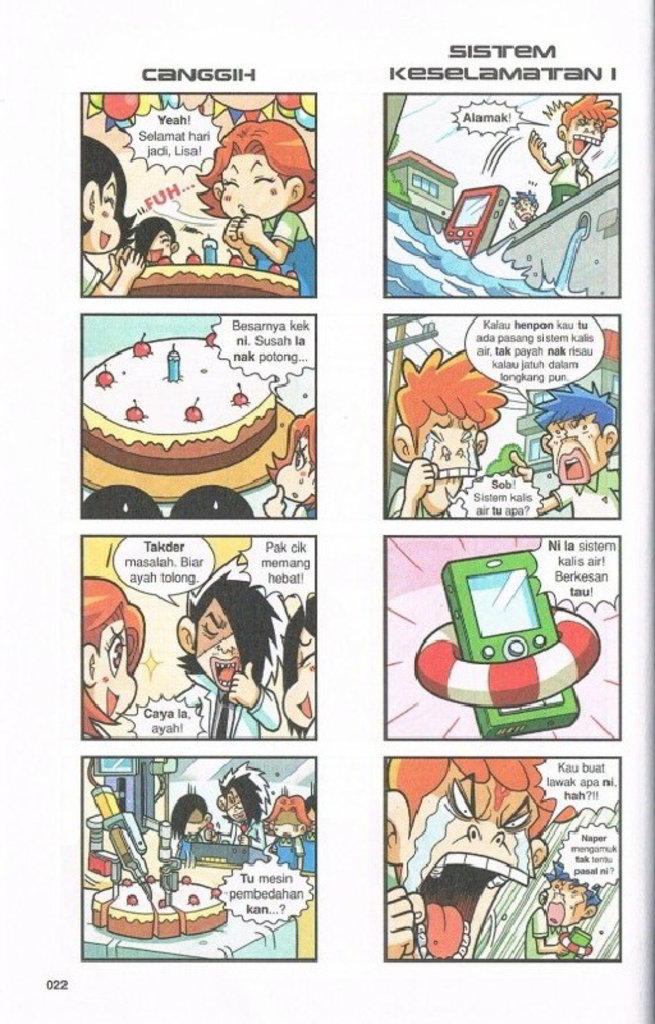 CANGGIH
Yeah!
Selamat hari
jadi, Lisa!
FUH...
Besarnya kek
ni. Susah la
nak potong...
Takder
masalah. Biar
ayah tolong.
Pak cik
memang
hebat!
Caya la,
ayah!
Tu mesin
pembedahan
kan...?
SISTEM
KESELAMATAN 1
Alamak!
Kalau henpon kau tu
ada pasang sistem kalis
air, tak payah nak risau
kalau jatuh dalam
longkang pun.
Sob!
Sistem kalis
air tu apa?
Ni la sistem
kalis air!
Berkesan
tau!
Kau buat
lawak apa ni,
hah?!!
Naper
mengamuk
tak tentu
pasal ni?
022